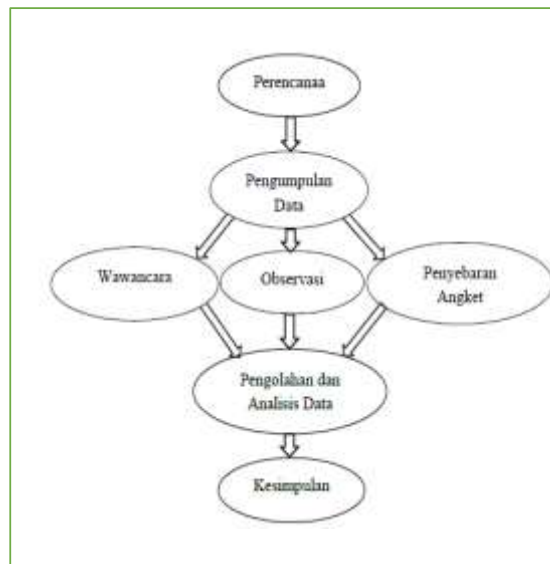 Perencanaa
Pengumpulan
Data
Wawancara
Observasi
Penyebaran
Angket
Pengolahan dan
Analisis Data
Kesimpulan